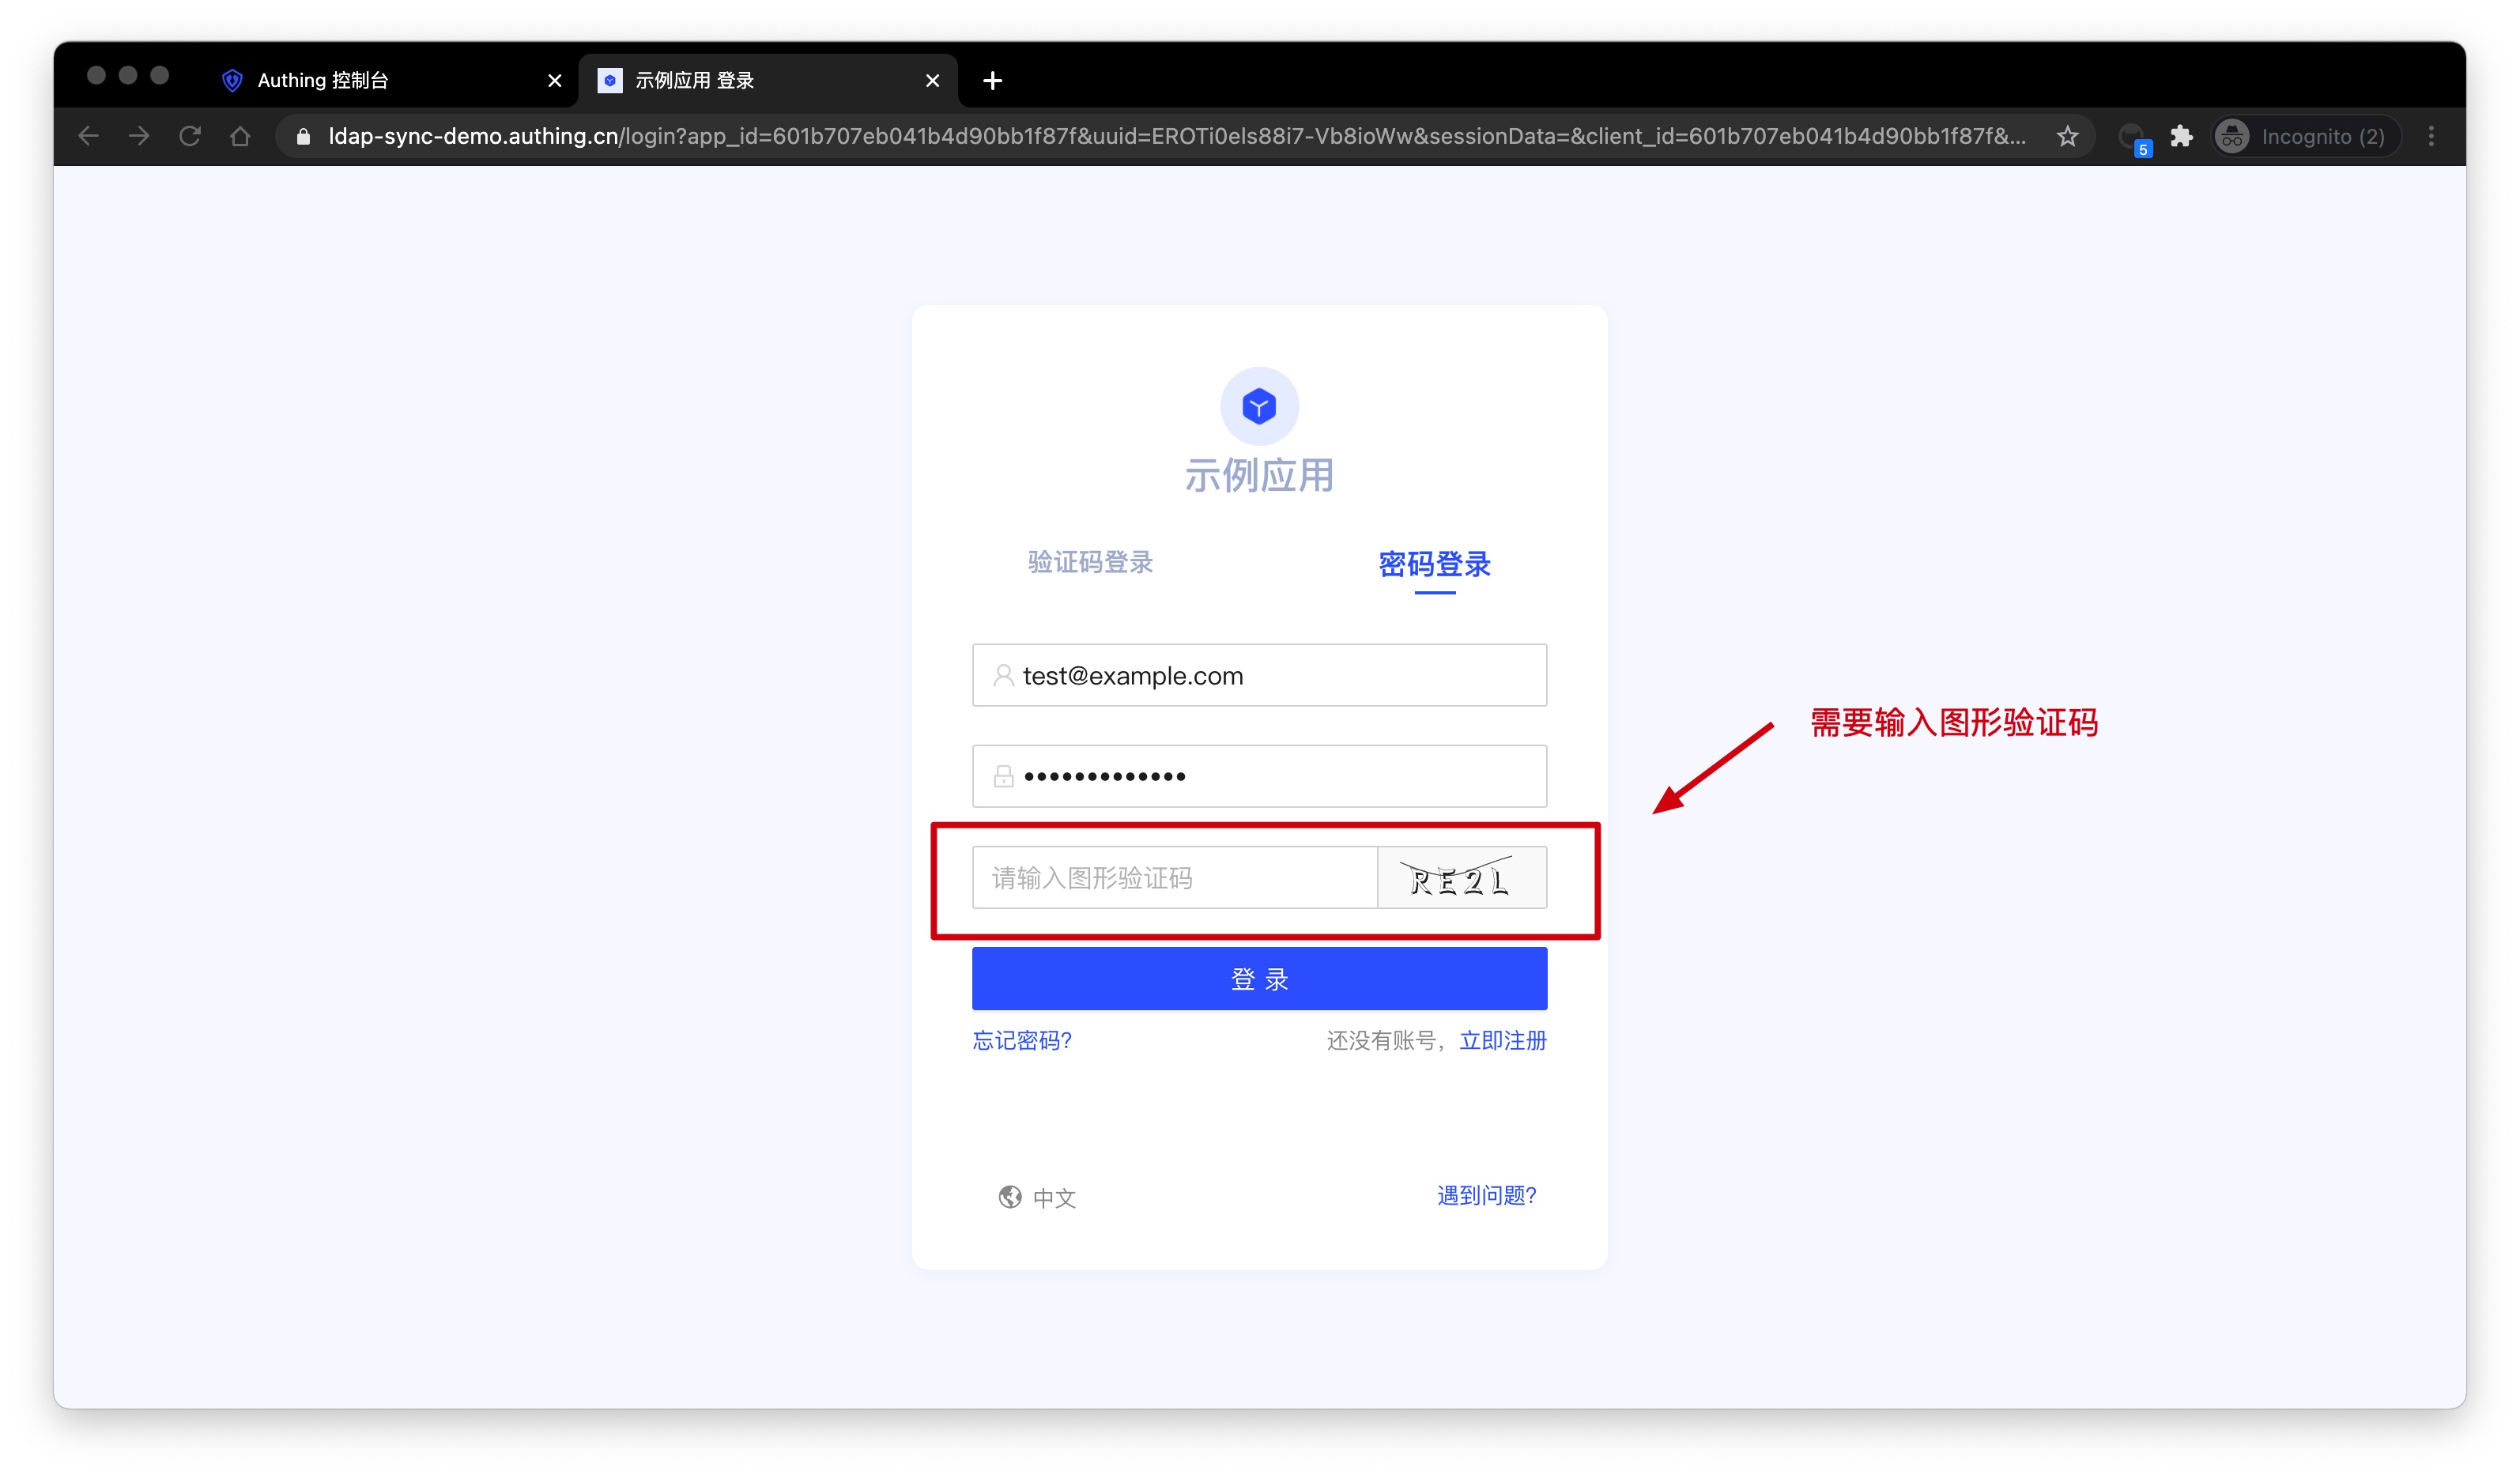 Authing 控制台
示例应用 登录
ldap-sync-demo.authing.cn/login?app_id=601b707eb041b4d90bb1f87f&uuid=EROTi0els88i7-Vb8ioWw&sessionData=&client_id=601b707eb041b4d90bb1f87f&...
5
Incognito (2)
示例应用
验证码登录
密码登录
test@example.com
需要输入图形验证码
请输入图形验证码
RE2L
登 录
忘记密码?
还没有账号，立即注册
中文
遇到问题?